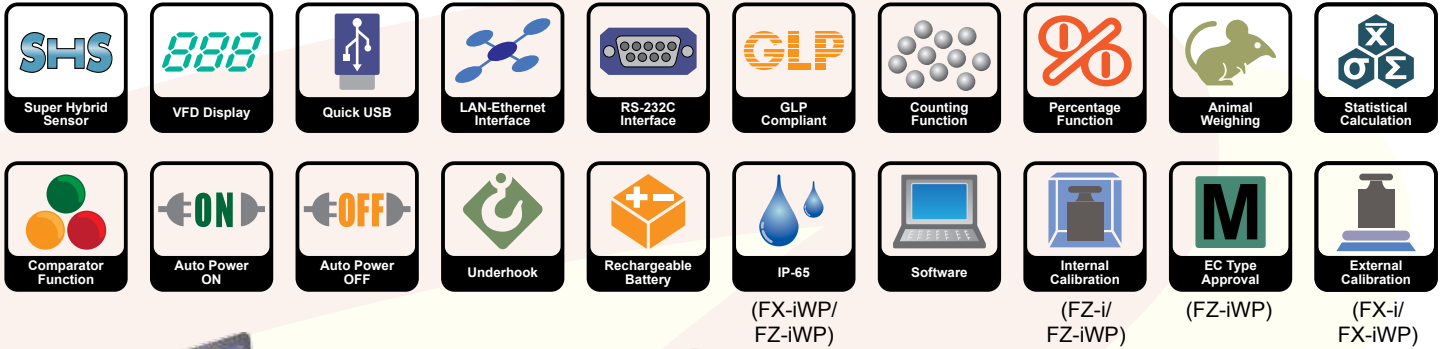 SHS
Super Hybrid
Sensor
888
VFD Display
Quick USB
LAN-Ethernet
Interface
RS-232C
Interface
GLP
GLP
Compliant
Counting
Function
%
Percentage
Function
Animal
Weighing
X̄
σ Σ
Statistical
Calculation
Comparator
Function
ON
Auto Power
ON
OFF
Auto Power
OFF
Underhook
+ −
Rechargeable
Battery
IP-65
(FX-iWP/
FZ-iWP)
Software
Internal
Calibration
(FZ-i/
FZ-iWP)
M
EC Type
Approval
(FZ-iWP)
External
Calibration
(FX-i/
FX-iWP)